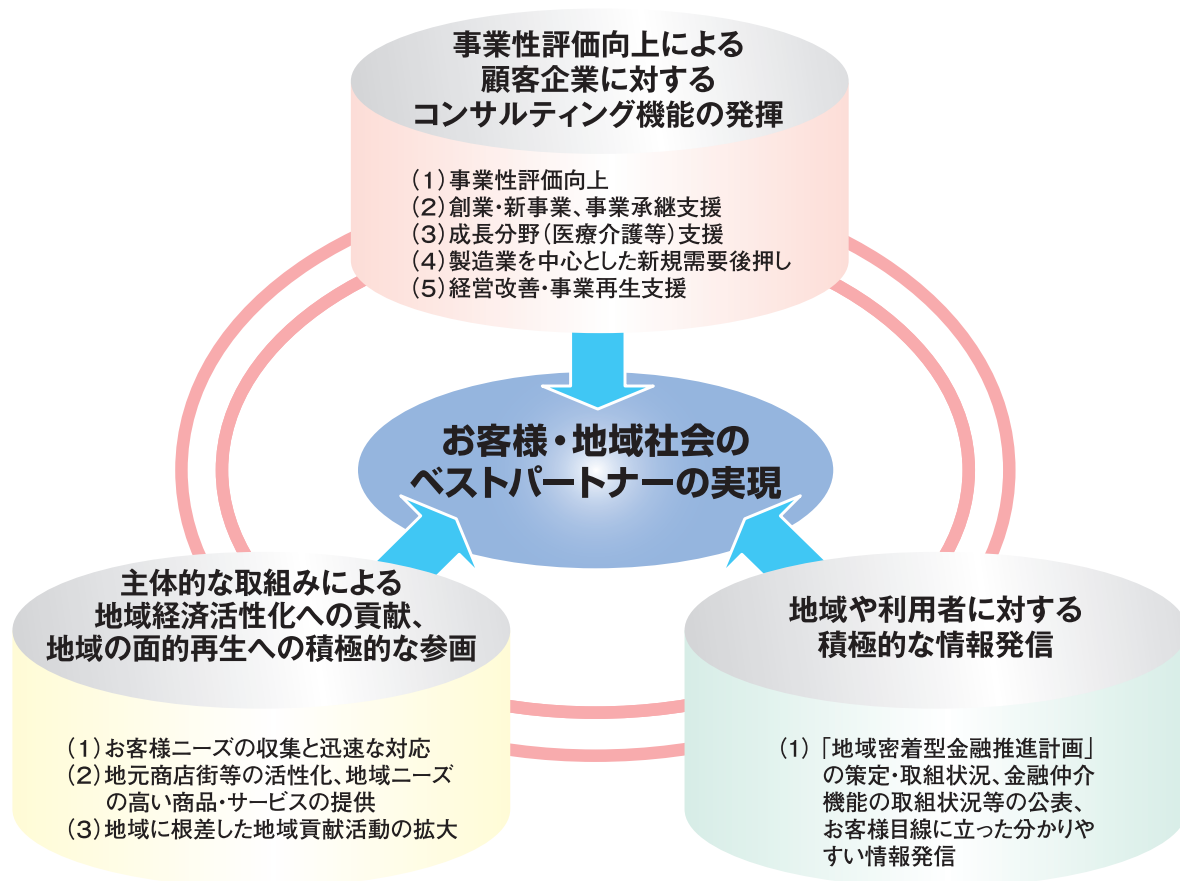 事業性評価向上による
顧客企業に対する
コンサルティング機能の発揮
（1）事業性評価向上
（2）創業・新事業、事業承継支援
（3）成長分野（医療介護等）支援
（4）製造業を中心とした新規需要後押し
（5）経営改善・事業再生支援
お客様・地域社会の
ベストパートナーの実現
主体的な取組みによる
地域経済活性化への貢献、
地域の面的再生への積極的な参画
（1）お客様ニーズの収集と迅速な対応
（2）地元商店街等の活性化、地域ニーズ
の高い商品・サービスの提供
（3）地域に根差した地域貢献活動の拡大
地域や利用者に対する
積極的な情報発信
（1）「地域密着型金融推進計画」
の策定・取組状況、金融仲介
機能の取組状況等の公表、
お客様目線に立った分かりや
すい情報発信